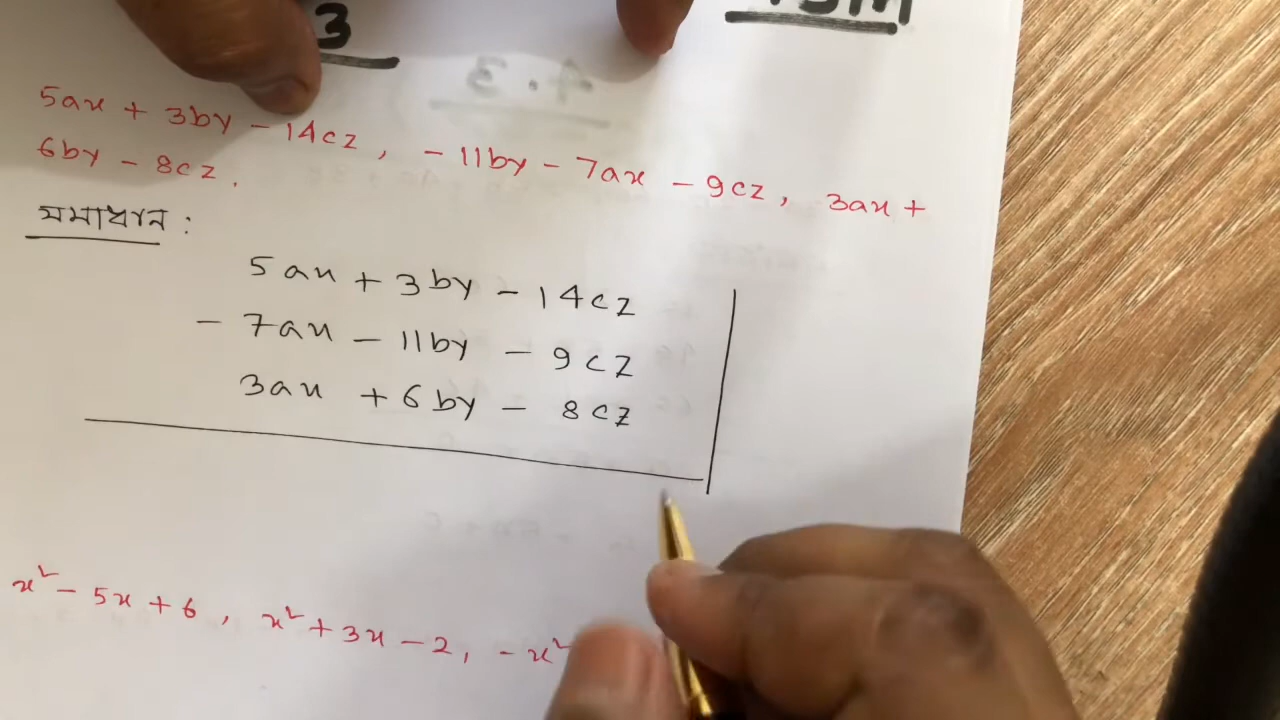 3
5ax + 3by - 14cz, - 11by - 7ax - 9cz, 3ax +
6by - 8cz.
সমাধান :
5ax + 3by - 14cz
- 7ax - 11by - 9cz
3ax + 6by - 8cz
x² - 5x + 6, x² + 3x - 2, - x²